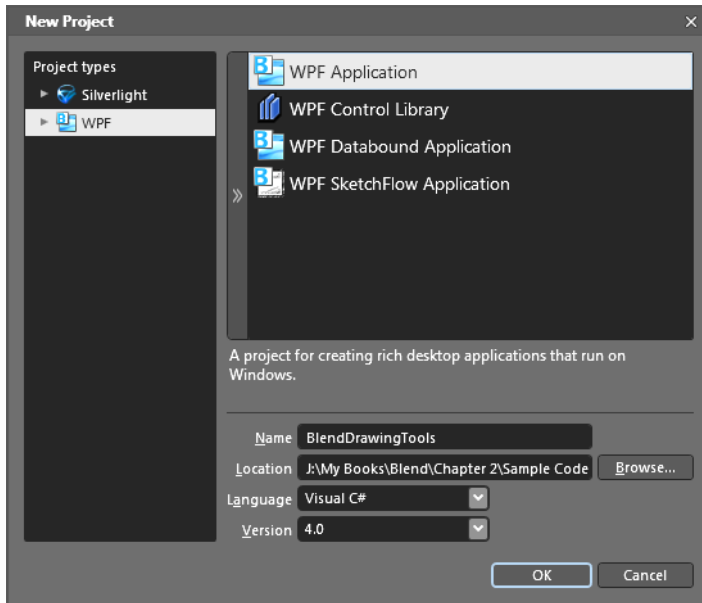 New Project
Project types
Silverlight
WPF
WPF Application
WPF Control Library
WPF Databound Application
WPF SketchFlow Application
A project for creating rich desktop applications that run on
Windows.
Name BlendDrawingTools
Location J:\My Books\Blend\Chapter 2\Sample Code Browse...
Language Visual C#
Version 4.0
OK Cancel